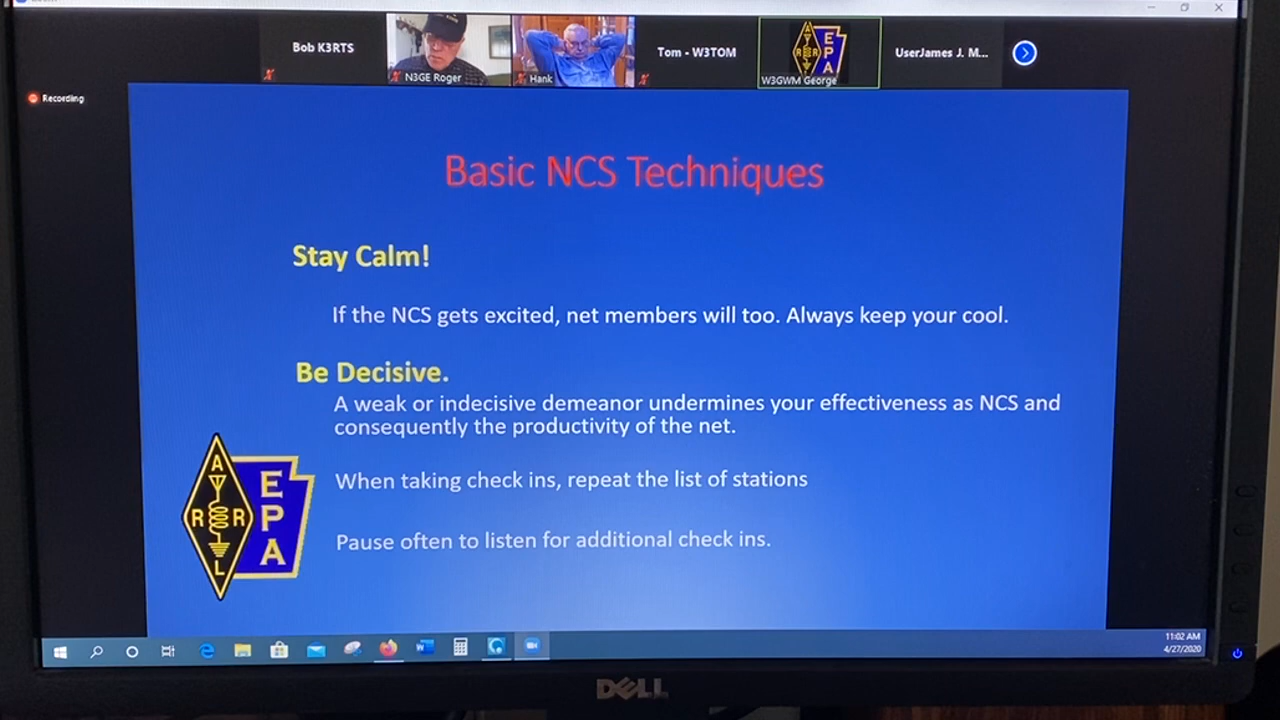 Bob K3RTS
N3GE Roger
Hank
Tom - W3TOM
A
R R
L
E
P
A
W3GWM George
UserJames J. M...
Recording
Basic NCS Techniques
Stay Calm!
If the NCS gets excited, net members will too. Always keep your cool.
Be Decisive.
A weak or indecisive demeanor undermines your effectiveness as NCS and
consequently the productivity of the net.
When taking check ins, repeat the list of stations
Pause often to listen for additional check ins.
A
R R
L
E
P
A
11:02 AM
4/27/2020
DELL